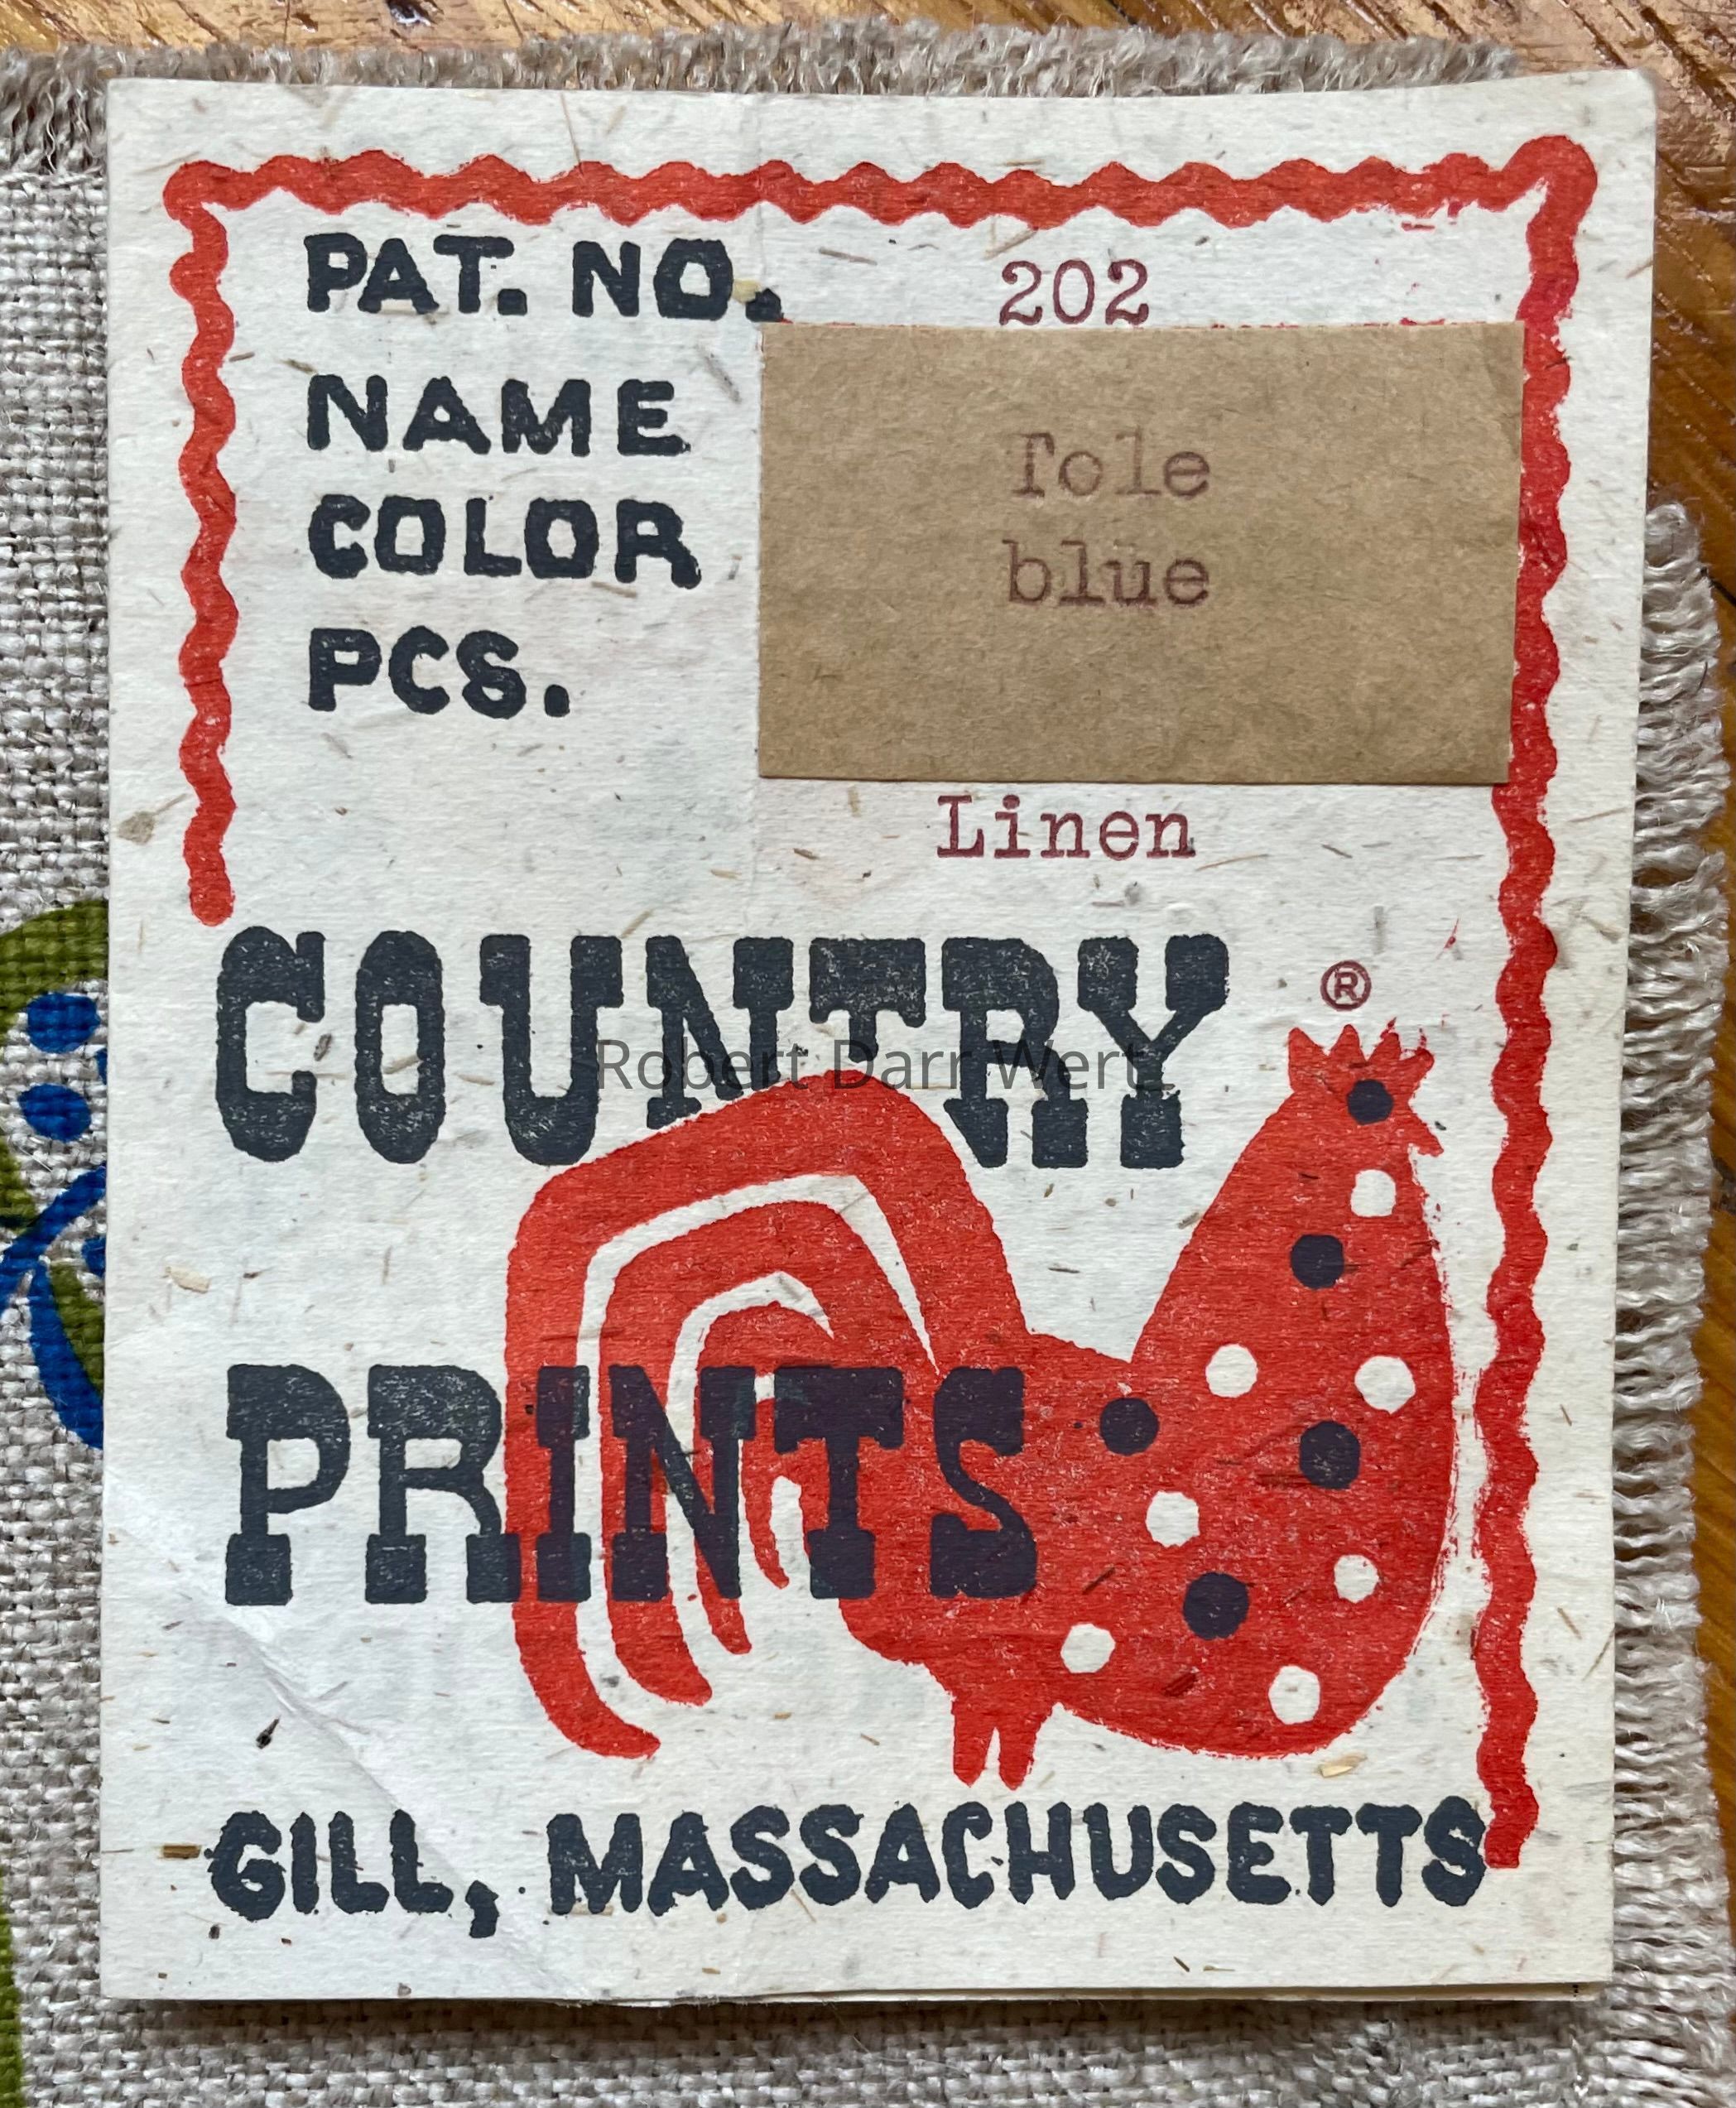 PAT. NO. 202
NAME Tole
COLOR blue
PCS.
Linen
COUNTRY ®
Robert Darr Wert
PRINTS
GILL, MASSACHUSETTS